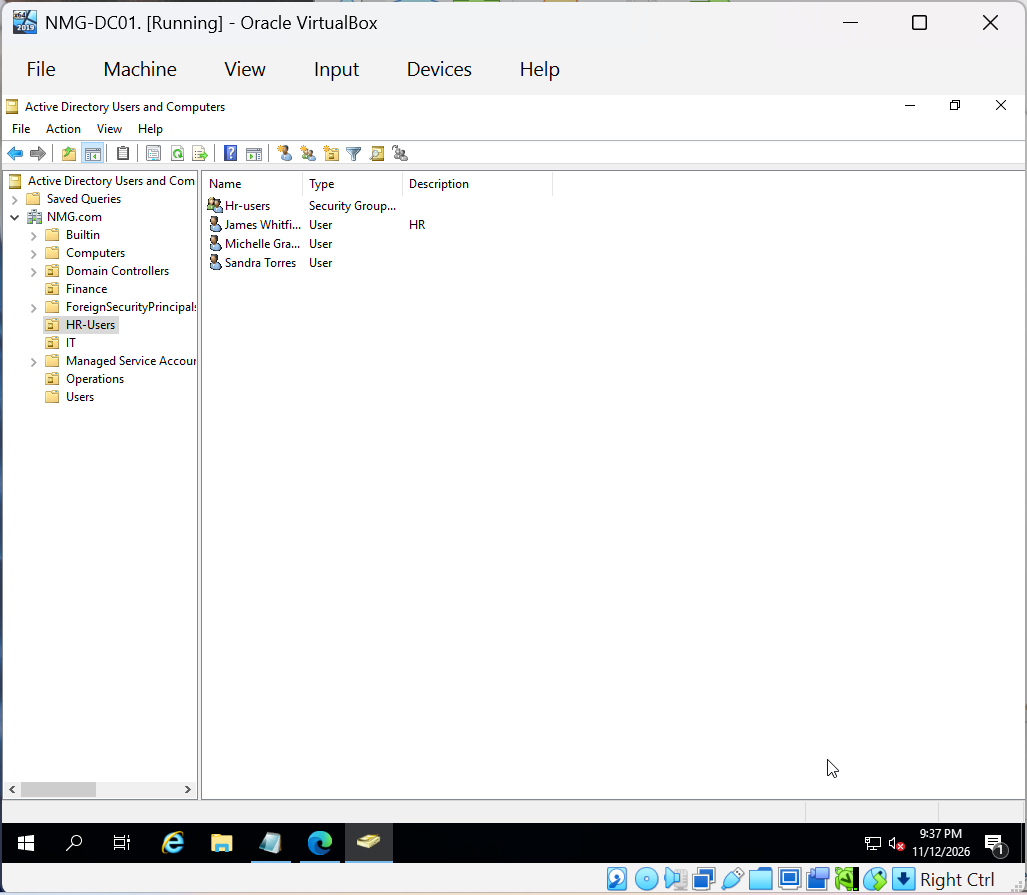 NMG-DC01. [Running] - Oracle VirtualBox
File Machine View Input Devices Help
Active Directory Users and Computers
File Action View Help
Active Directory Users and Com
Saved Queries
NMG.com
Builtin
Computers
Domain Controllers
Finance
ForeignSecurityPrincipals
HR-Users
IT
Managed Service Accour
Operations
Users
Name Type Description
Hr-users Security Group...
James Whitfi... User HR
Michelle Gra... User
Sandra Torres User
9:37 PM
11/12/2026
1
Right Ctrl